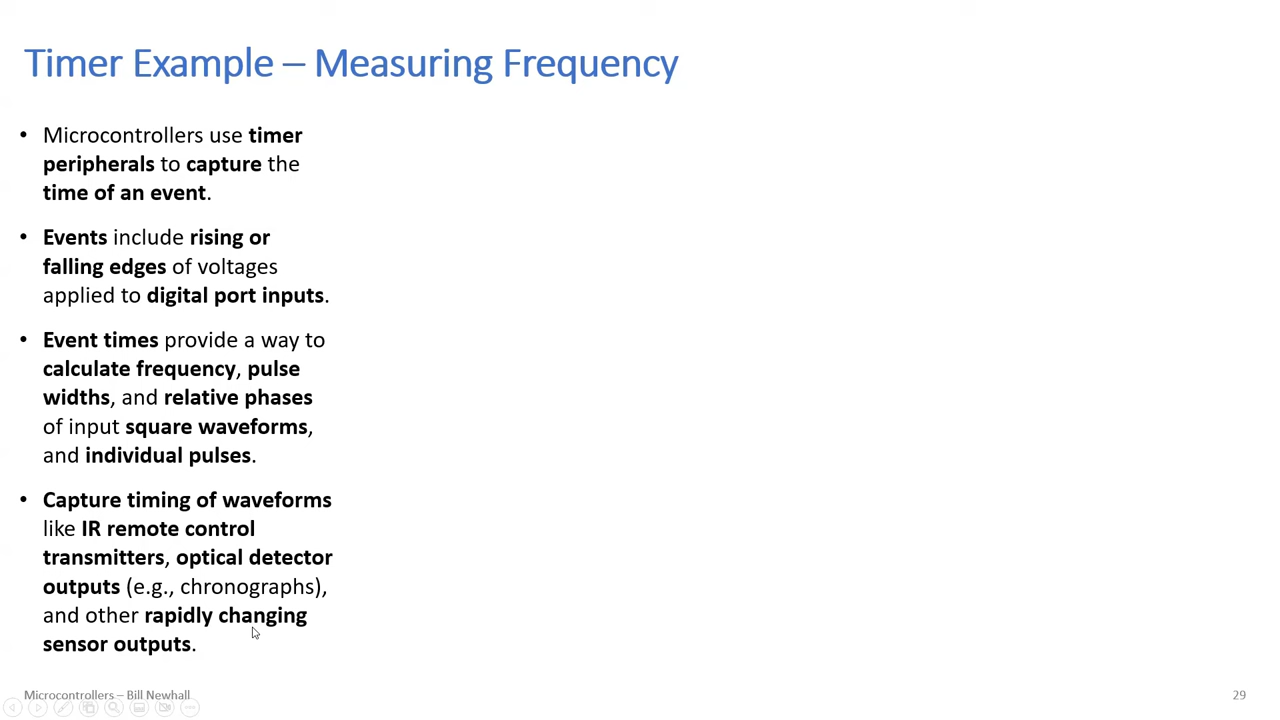 Timer Example – Measuring Frequency
• Microcontrollers use timer
peripherals to capture the
time of an event.
• Events include rising or
falling edges of voltages
applied to digital port inputs.
• Event times provide a way to
calculate frequency, pulse
widths, and relative phases
of input square waveforms,
and individual pulses.
• Capture timing of waveforms
like IR remote control
transmitters, optical detector
outputs (e.g., chronographs),
and other rapidly changing
sensor outputs.
Microcontrollers – Bill Newhall
29